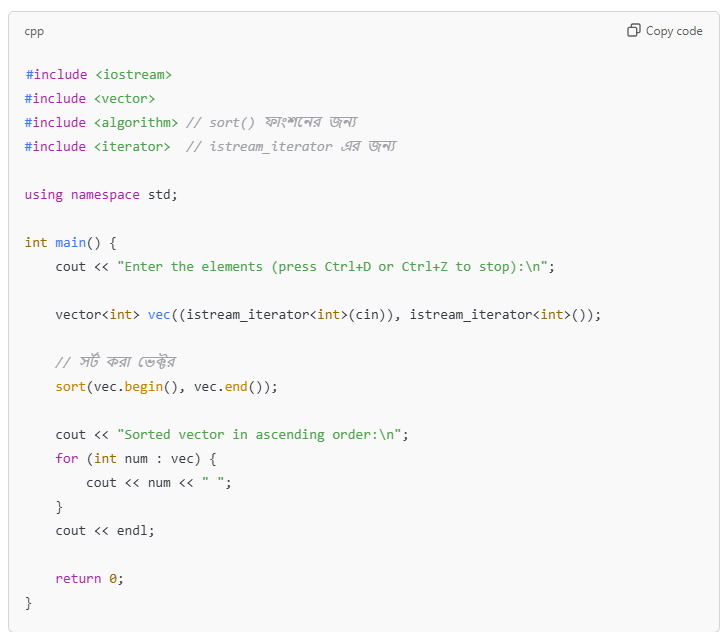 cpp
Copy code
#include <iostream>
#include <vector>
#include <algorithm> // sort() ফাংশনের জন্য
#include <iterator>  // istream_iterator এর জন্য
using namespace std;
int main() {
    cout << "Enter the elements (press Ctrl+D or Ctrl+Z to stop):\n";
    vector<int> vec((istream_iterator<int>(cin)), istream_iterator<int>());
    // সর্ট করা ভেক্টর
    sort(vec.begin(), vec.end());
    cout << "Sorted vector in ascending order:\n";
    for (int num : vec) {
        cout << num << " ";
    }
    cout << endl;
    return 0;
}